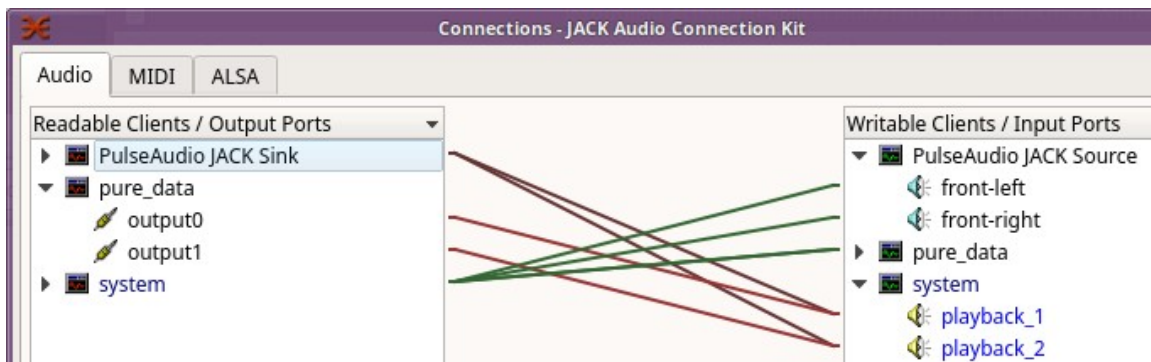 Connections - JACK Audio Connection Kit
Audio MIDI ALSA
Readable Clients / Output Ports
PulseAudio JACK Sink
pure_data
output0
output1
system
Writable Clients / Input Ports
PulseAudio JACK Source
front-left
front-right
pure_data
system
playback_1
playback_2